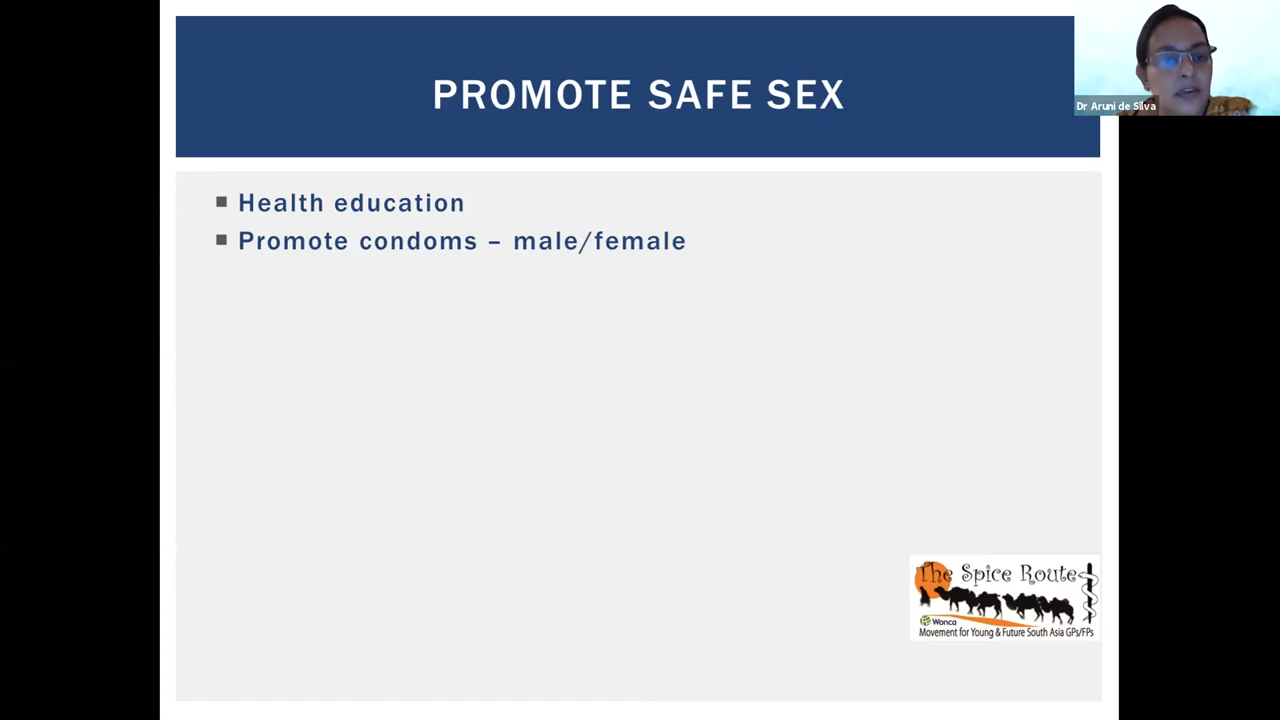 PROMOTE SAFE SEX
Dr Aruni de Silva
Health education
Promote condoms – male/female
The Spice Route
Wonca
Movement for Young & Future South Asia GPs/FPs